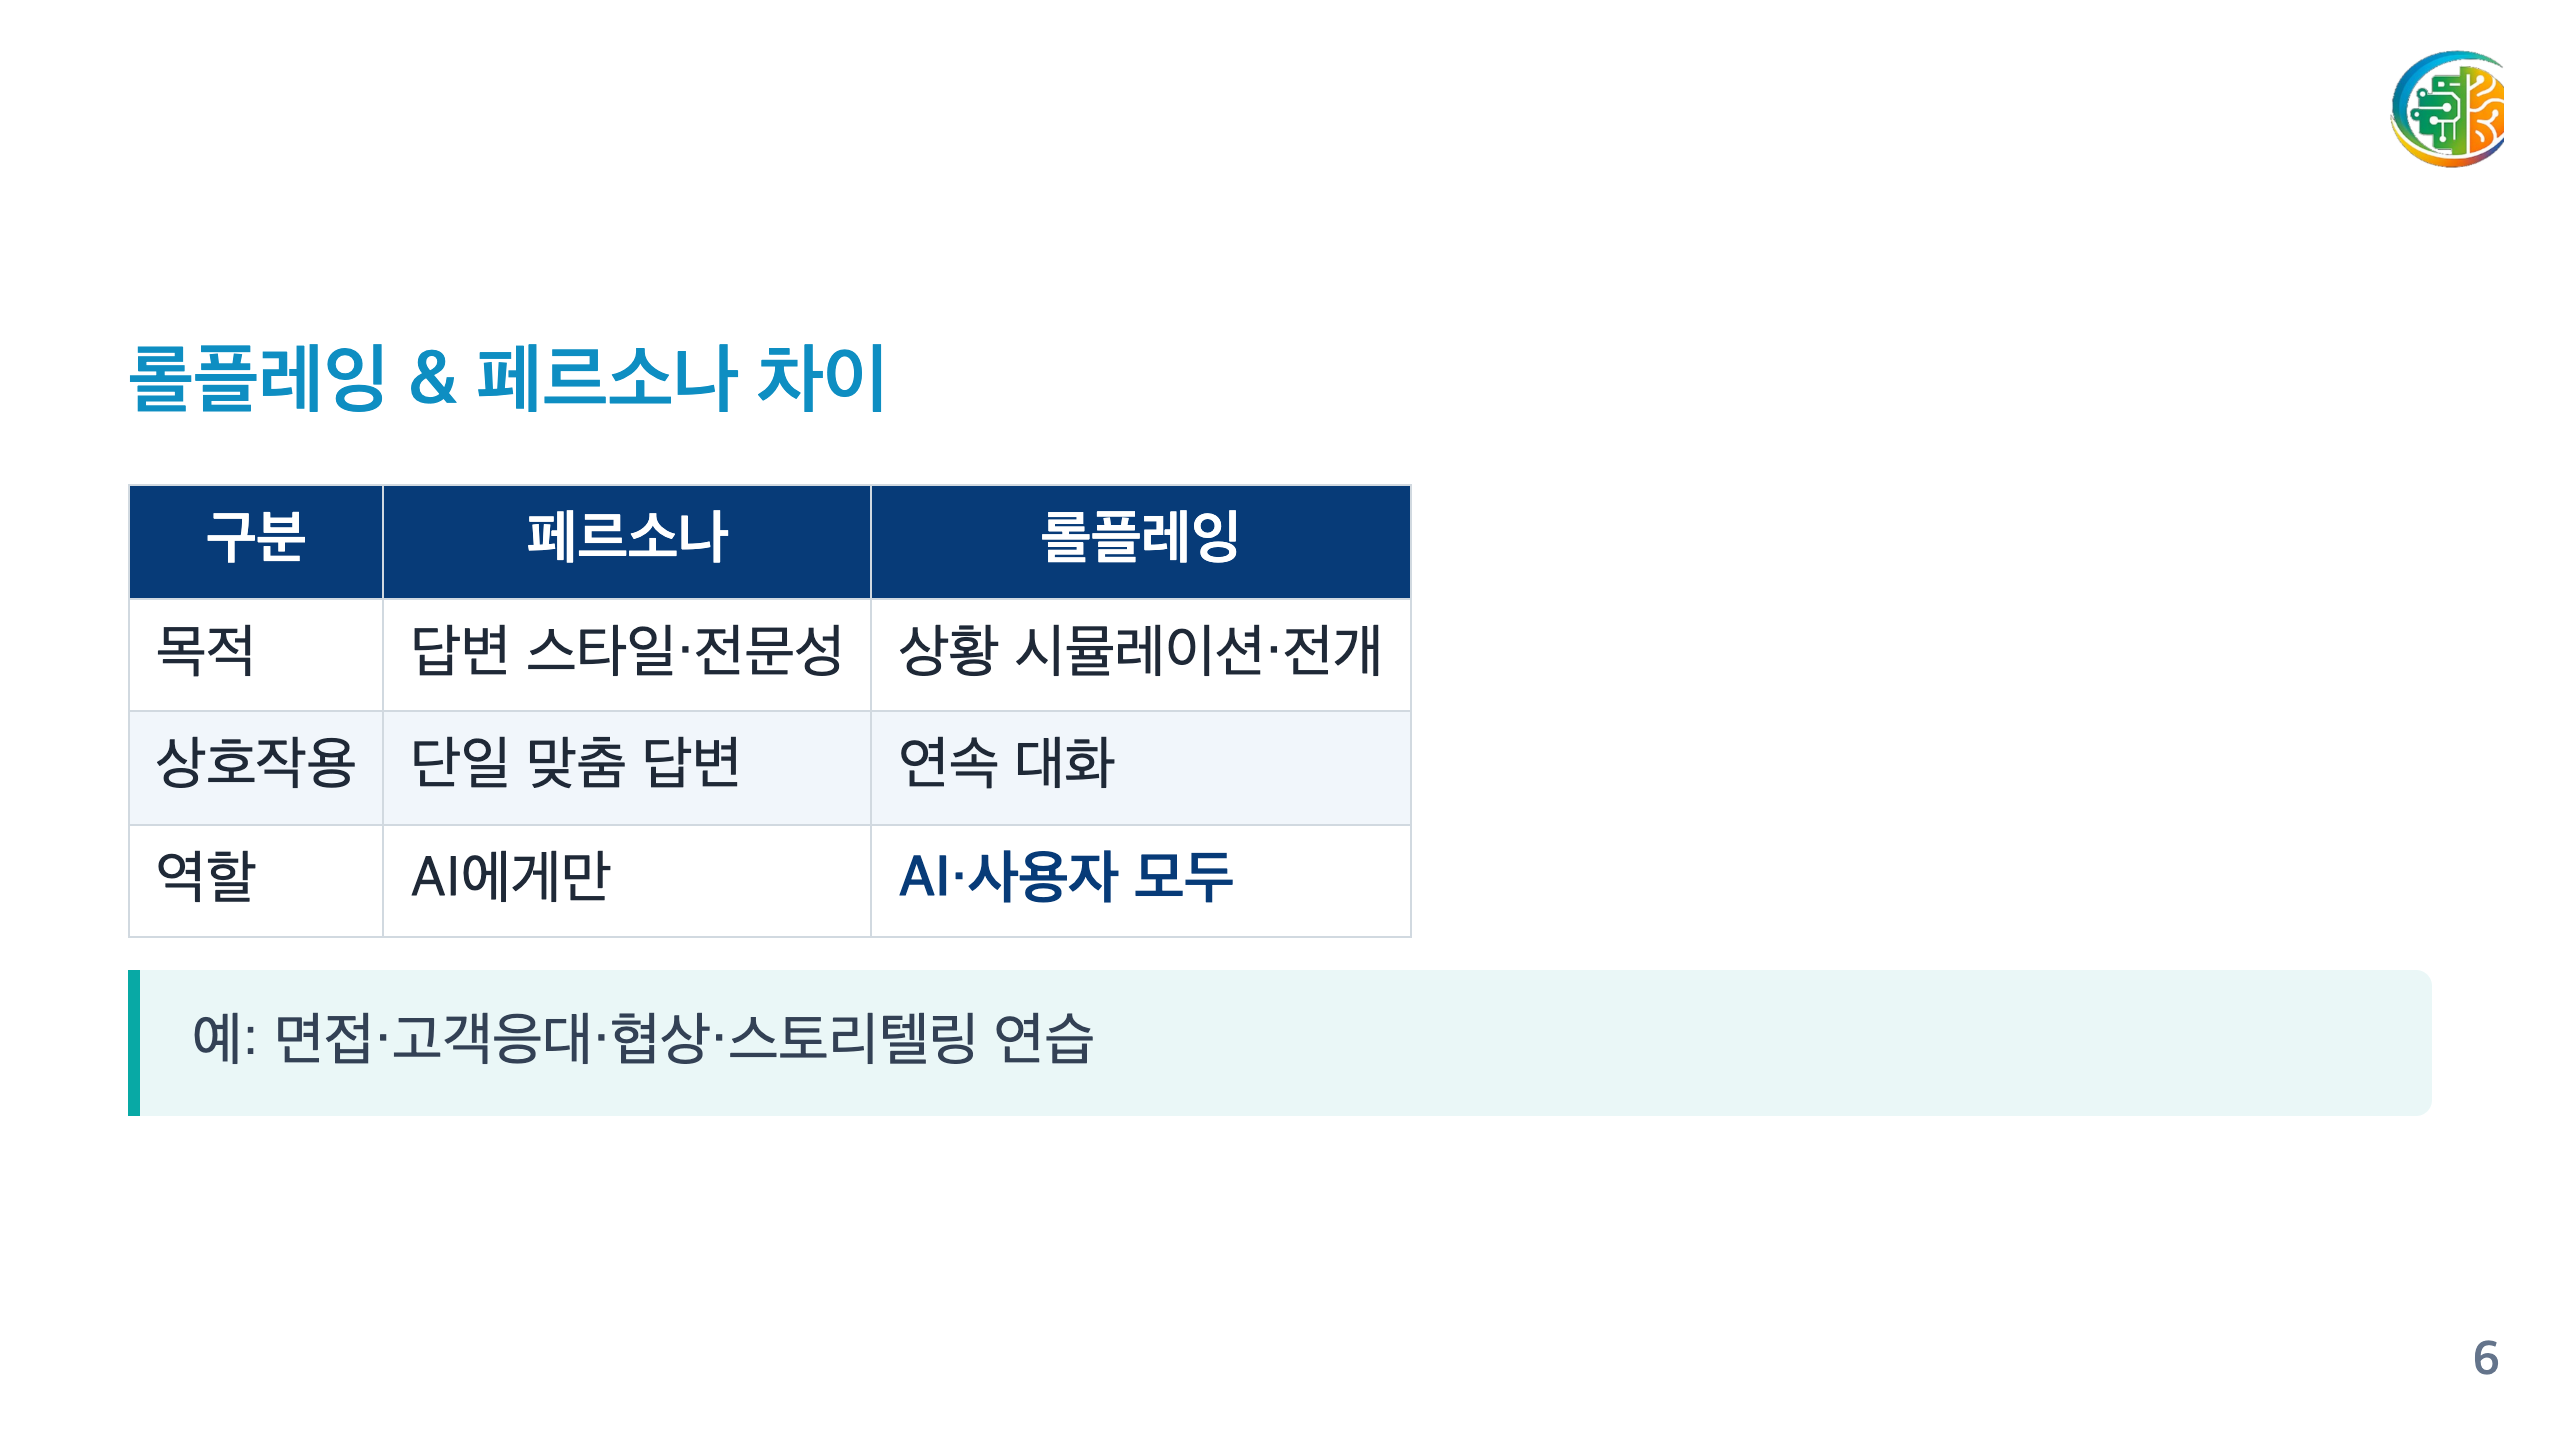 롤플레잉 & 페르소나 차이
구분 페르소나 롤플레잉
목적 답변 스타일·전문성 상황 시뮬레이션·전개
상호작용 단일 맞춤 답변 연속 대화
역할 AI에게만 AI·사용자 모두
예: 면접·고객응대·협상·스토리텔링 연습
6